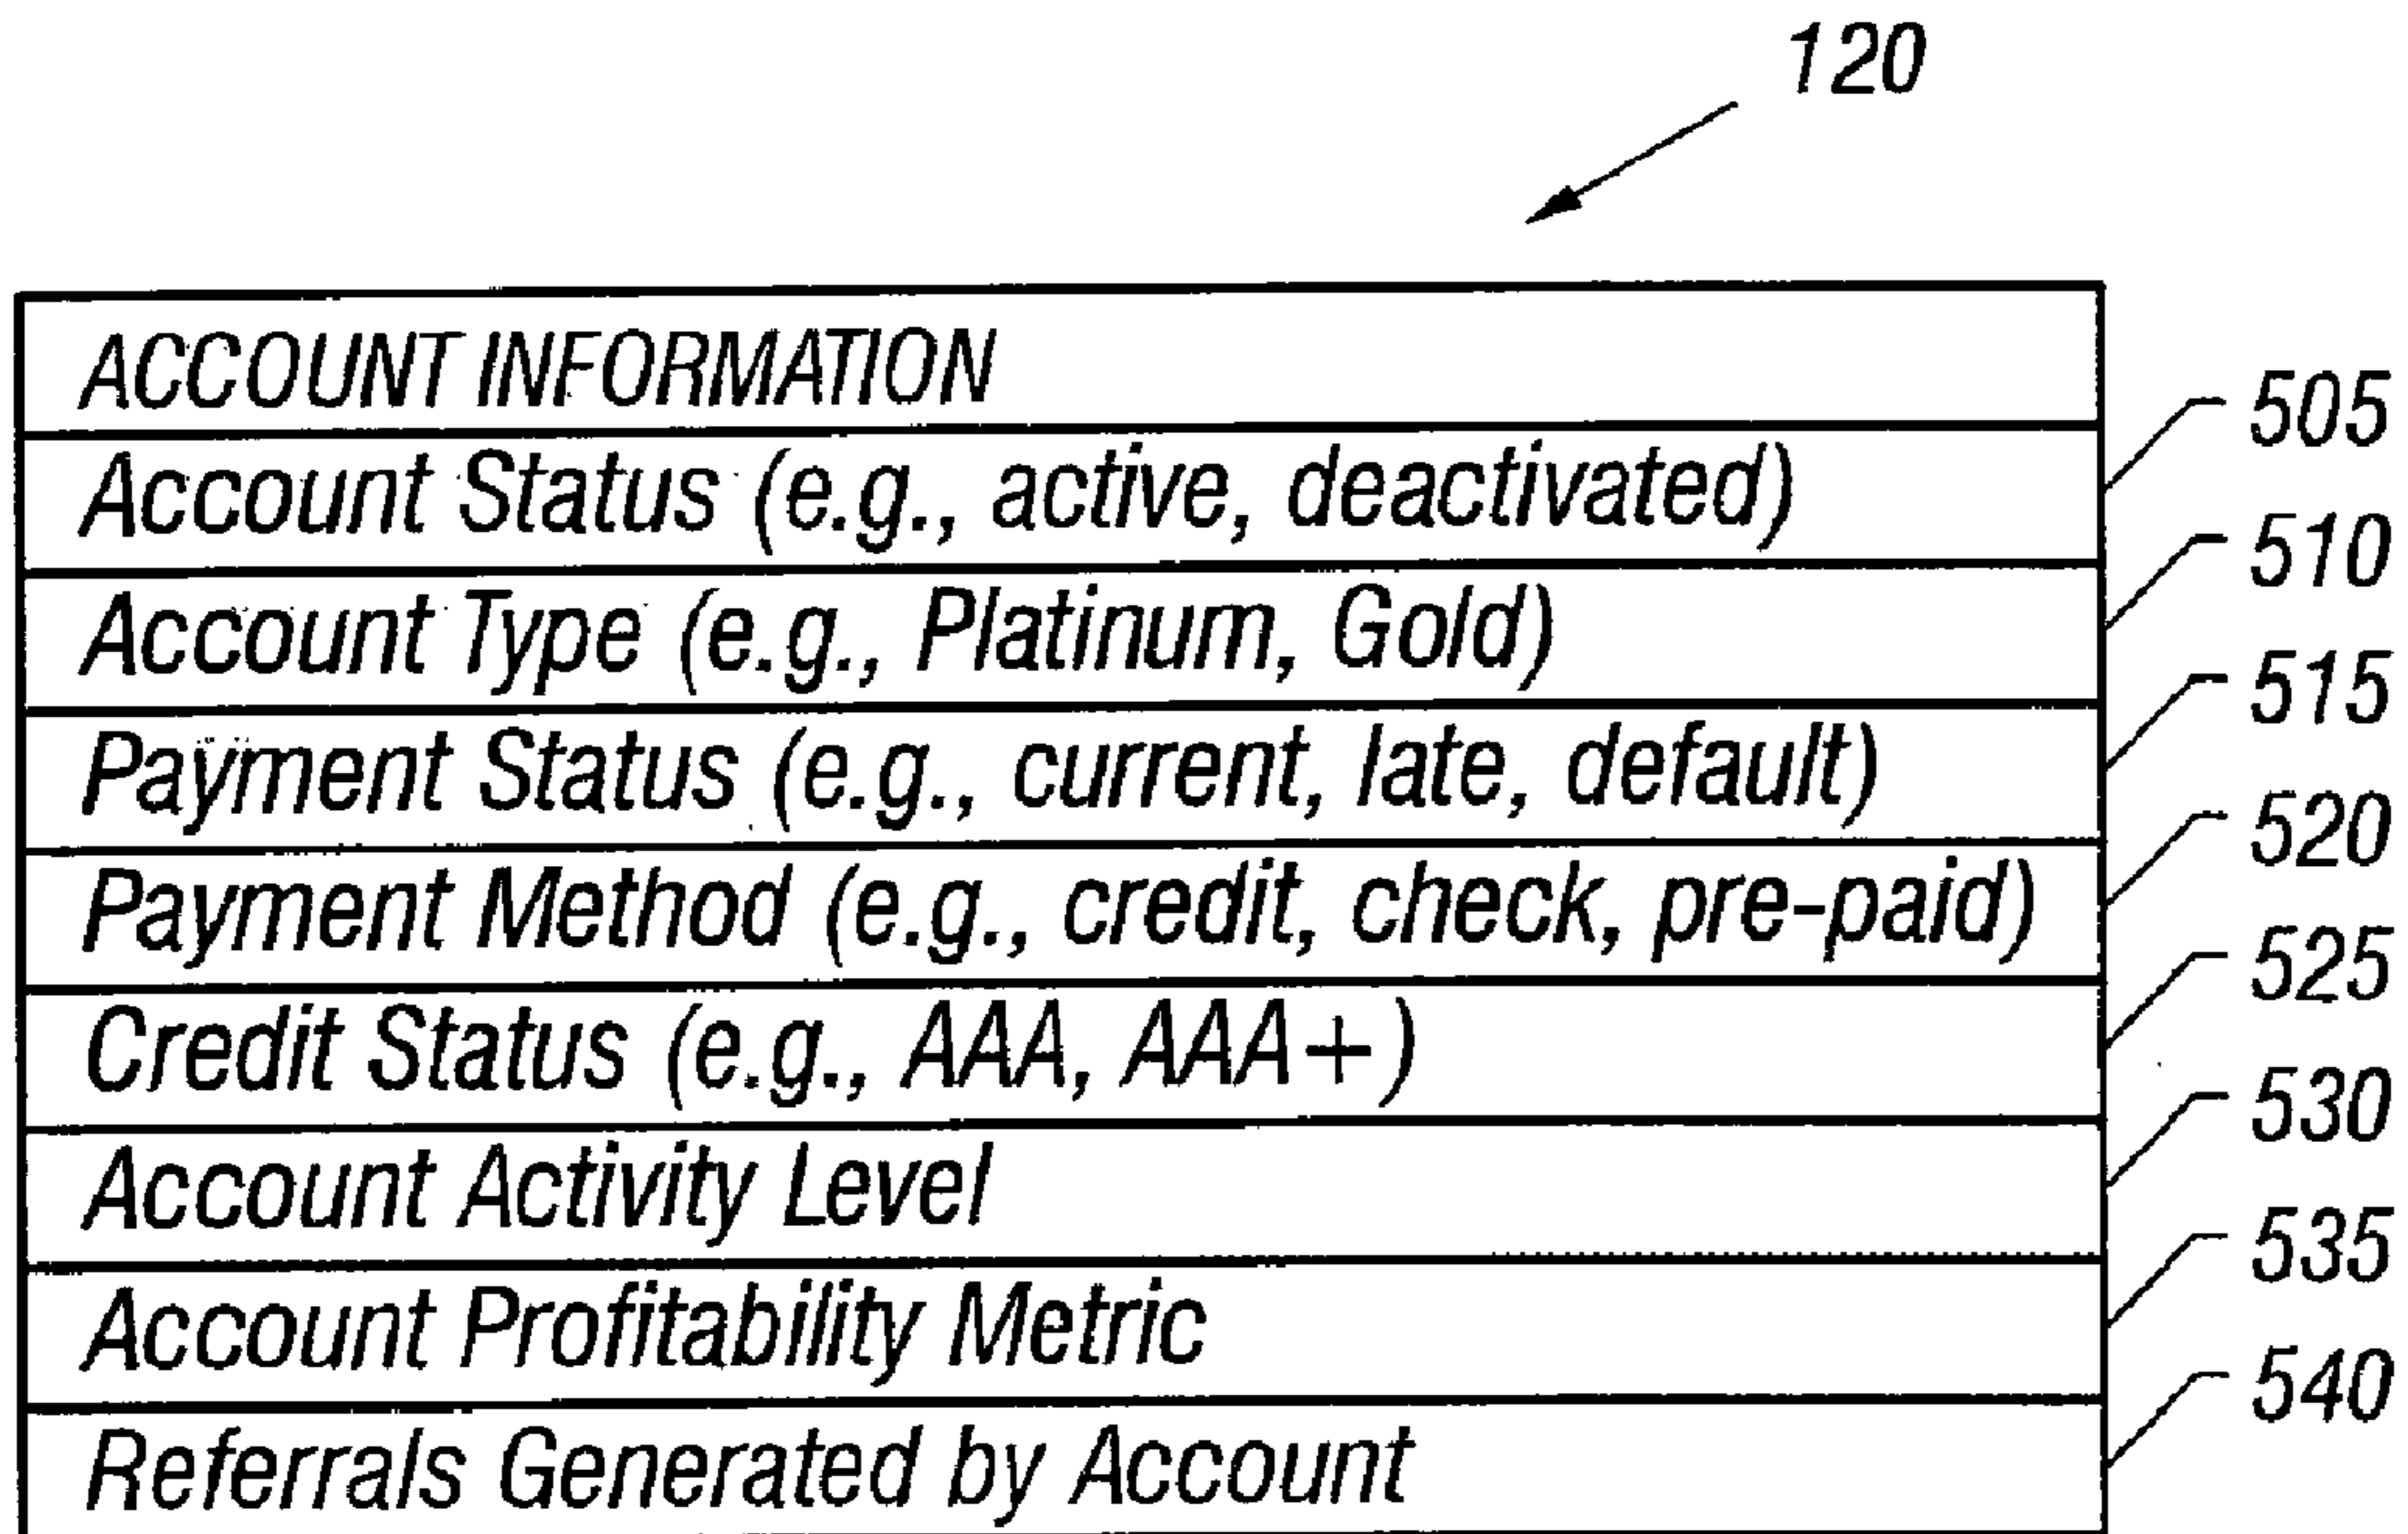 120
ACCOUNT INFORMATION
Account Status (e.g., active, deactivated)
505
Account Type (e.g., Platinum, Gold)
510
Payment Status (e.g., current, late, default)
515
Payment Method (e.g., credit, check, pre-paid)
520
Credit Status (e.g., AAA, AAA+)
525
Account Activity Level
530
Account Profitability Metric
535
Referrals Generated by Account
540